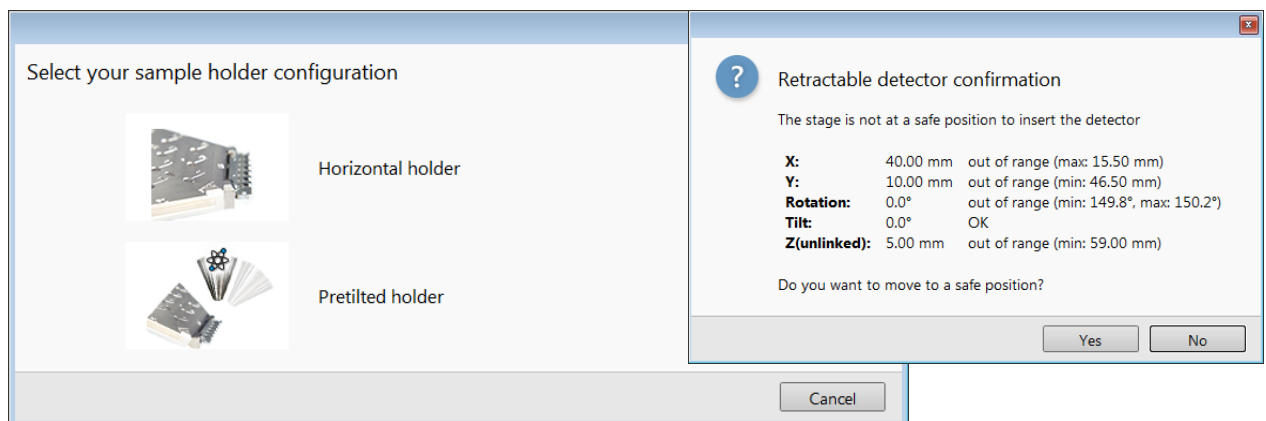 Select your sample holder configuration
Horizontal holder
Pretilted holder
Cancel
?
Retractable detector confirmation
The stage is not at a safe position to insert the detector
X: 40.00 mm out of range (max: 15.50 mm)
Y: 10.00 mm out of range (min: 46.50 mm)
Rotation: 0.0° out of range (min: 149.8°, max: 150.2°)
Tilt: 0.0° OK
Z(unlinked): 5.00 mm out of range (min: 59.00 mm)
Do you want to move to a safe position?
Yes No